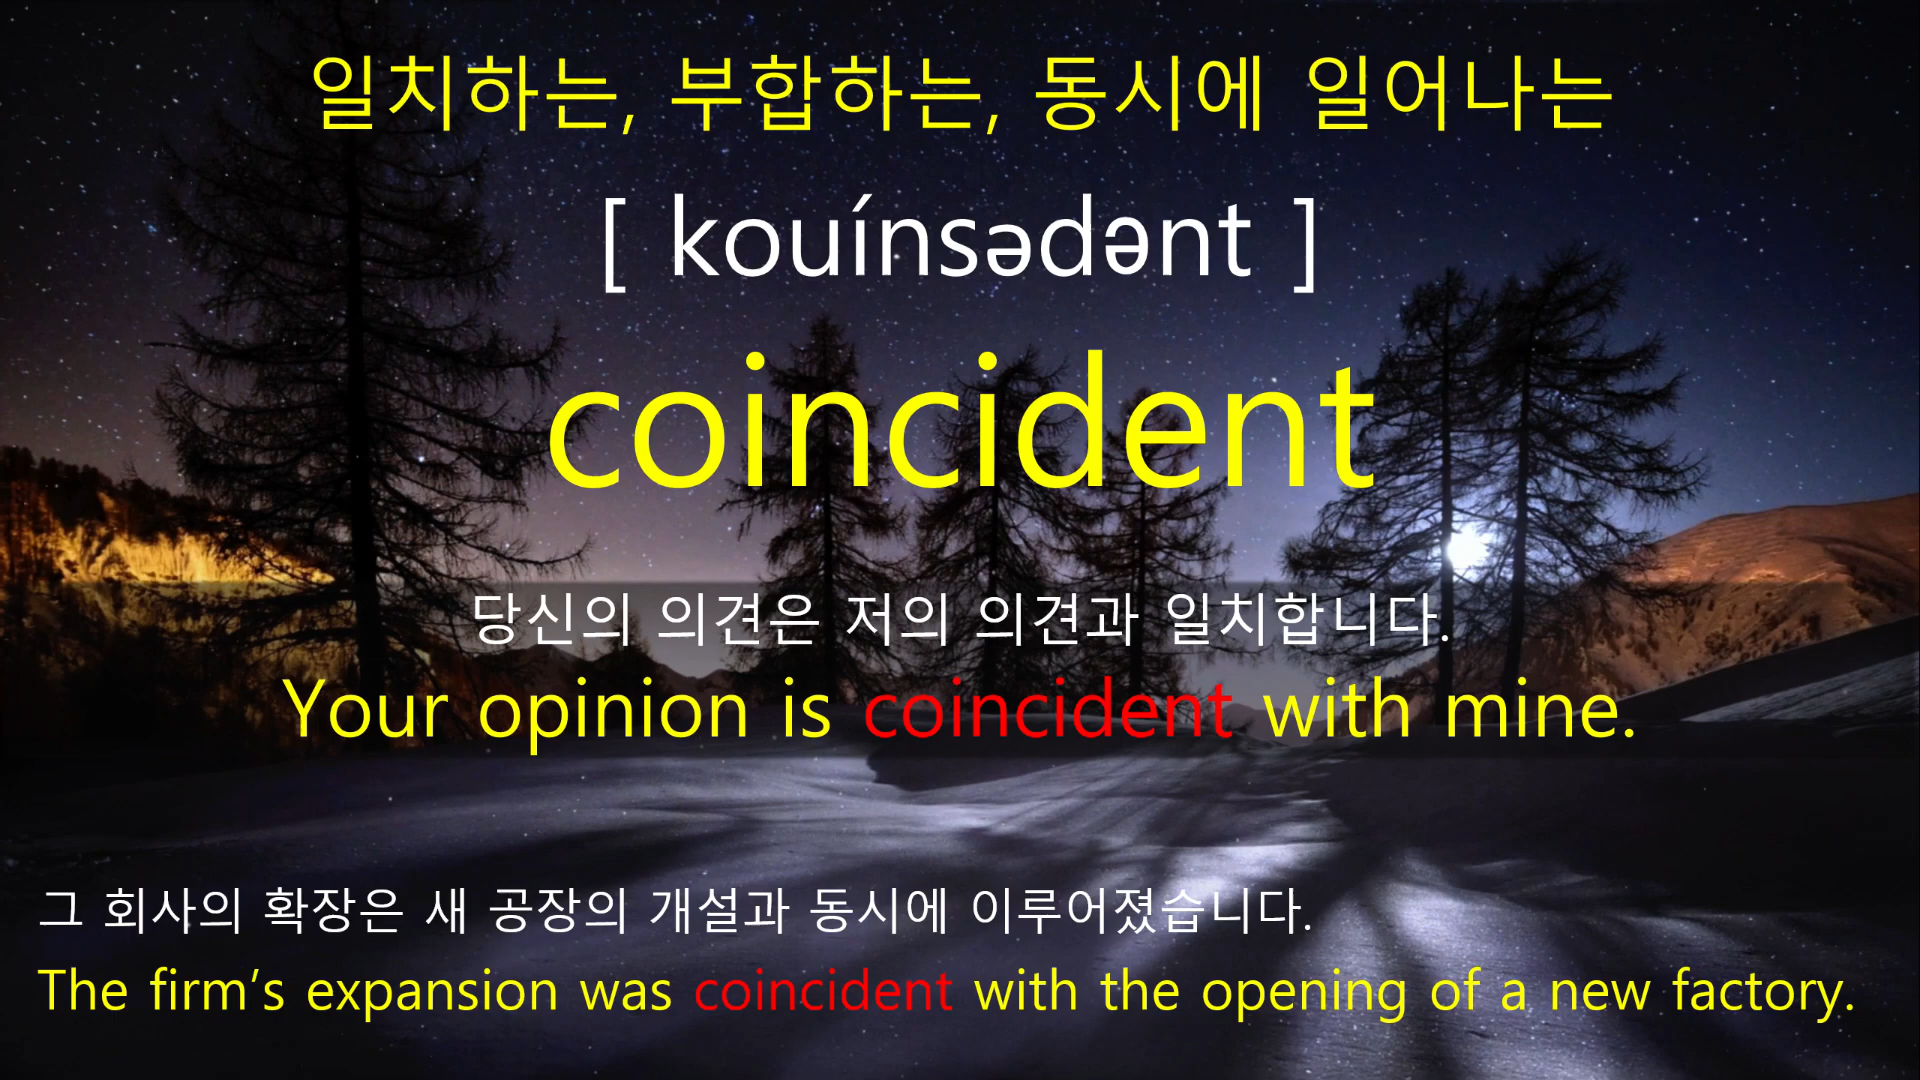 일치하는, 부합하는, 동시에 일어나는
[ kouínsədənt ]
coincident
당신의 의견은 저의 의견과 일치합니다.
Your opinion is coincident with mine.
그 회사의 확장은 새 공장의 개설과 동시에 이루어졌습니다.
The firm’s expansion was coincident with the opening of a new factory.